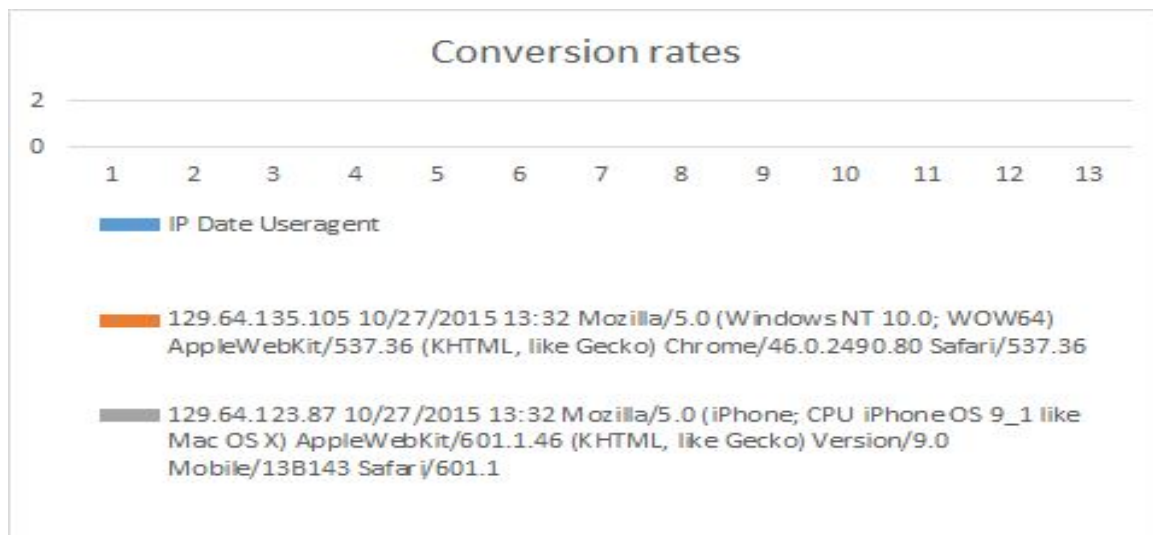 Conversion rates
2
0
1 2 3 4 5 6 7 8 9 10 11 12 13
IP Date Useragent
129.64.135.105 10/27/2015 13:32 Mozilla/5.0 (Windows NT 10.0; WOW64)
AppleWebKit/537.36 (KHTML, like Gecko) Chrome/46.0.2490.80 Safari/537.36
129.64.123.87 10/27/2015 13:32 Mozilla/5.0 (iPhone; CPU iPhone OS 9_1 like
Mac OS X) AppleWebKit/601.1.46 (KHTML, like Gecko) Version/9.0
Mobile/13B143 Safari/601.1